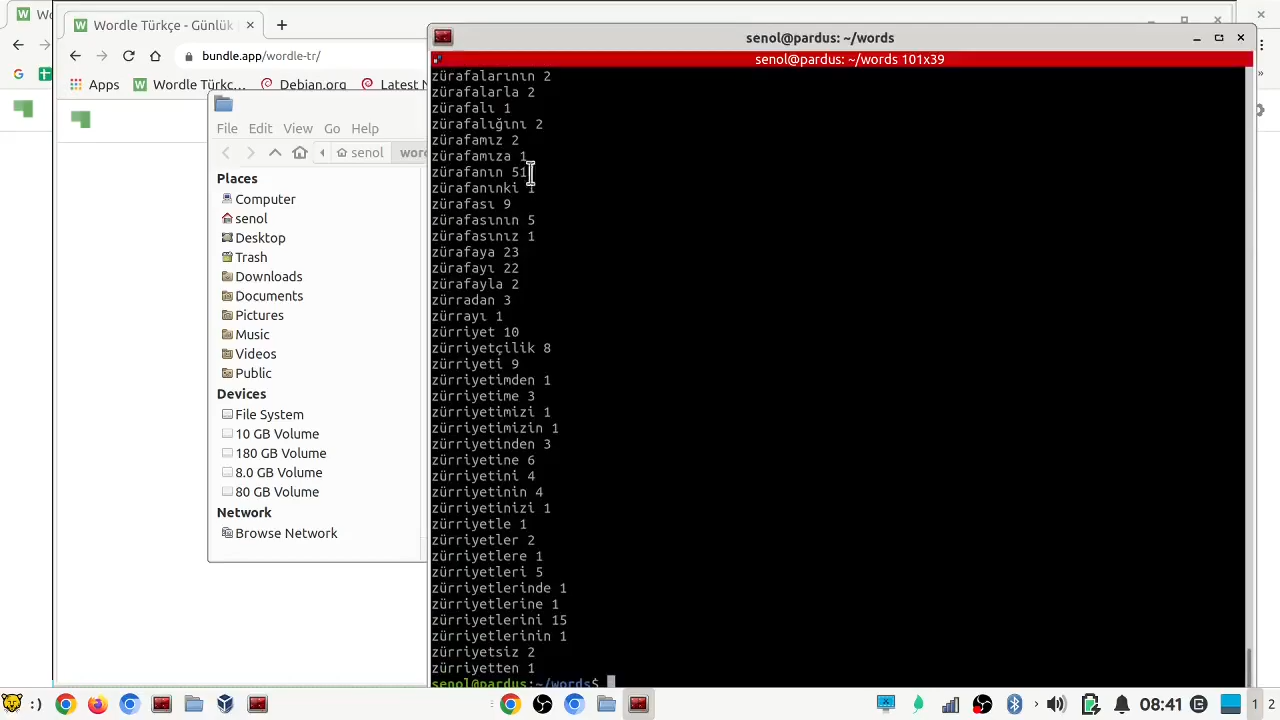 Wo
Wordle Türkçe - Günlük
bundle.app/wordle-tr/
Apps
Wordle Türkç...
Debian.org
Latest N
senol@pardus: ~/words
senol@pardus: ~/words 101x39
File Edit View Go Help
senol
wor
Places
Computer
senol
Desktop
Trash
Downloads
Documents
Pictures
Music
Videos
Public
Devices
File System
10 GB Volume
180 GB Volume
8.0 GB Volume
80 GB Volume
Network
Browse Network
zürafalarının 2
zürafalarla 2
zürafalı 1
zürafalığını 2
zürafamız 2
zürafamıza 1
zürafanın 51
zürafanınki 1
zürafası 9
zürafasının 5
zürafasınız 1
zürafaya 23
zürafayı 22
zürafayla 2
zürradan 3
zürrayı 1
zürriyet 10
zürriyetçilik 8
zürriyeti 9
zürriyetimden 1
zürriyetime 3
zürriyetimizi 1
zürriyetimizin 1
zürriyetinden 3
zürriyetine 6
zürriyetini 4
zürriyetinin 4
zürriyetinizi 1
zürriyetle 1
zürriyetler 2
zürriyetlere 1
zürriyetleri 5
zürriyetlerinde 1
zürriyetlerine 1
zürriyetlerini 15
zürriyetlerinin 1
zürriyetsiz 2
zürriyetten 1
senol@pardus:~/words$
:)
08:41
1 2